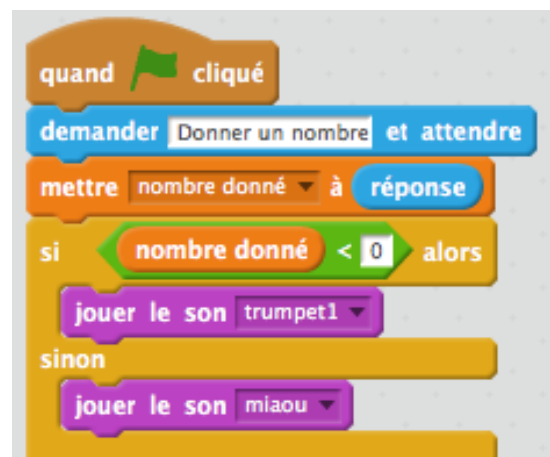 quand cliqué
demander Donner un nombre et attendre
mettre nombre donné à réponse
si nombre donné < 0 alors
jouer le son trumpet1
sinon
jouer le son miaou